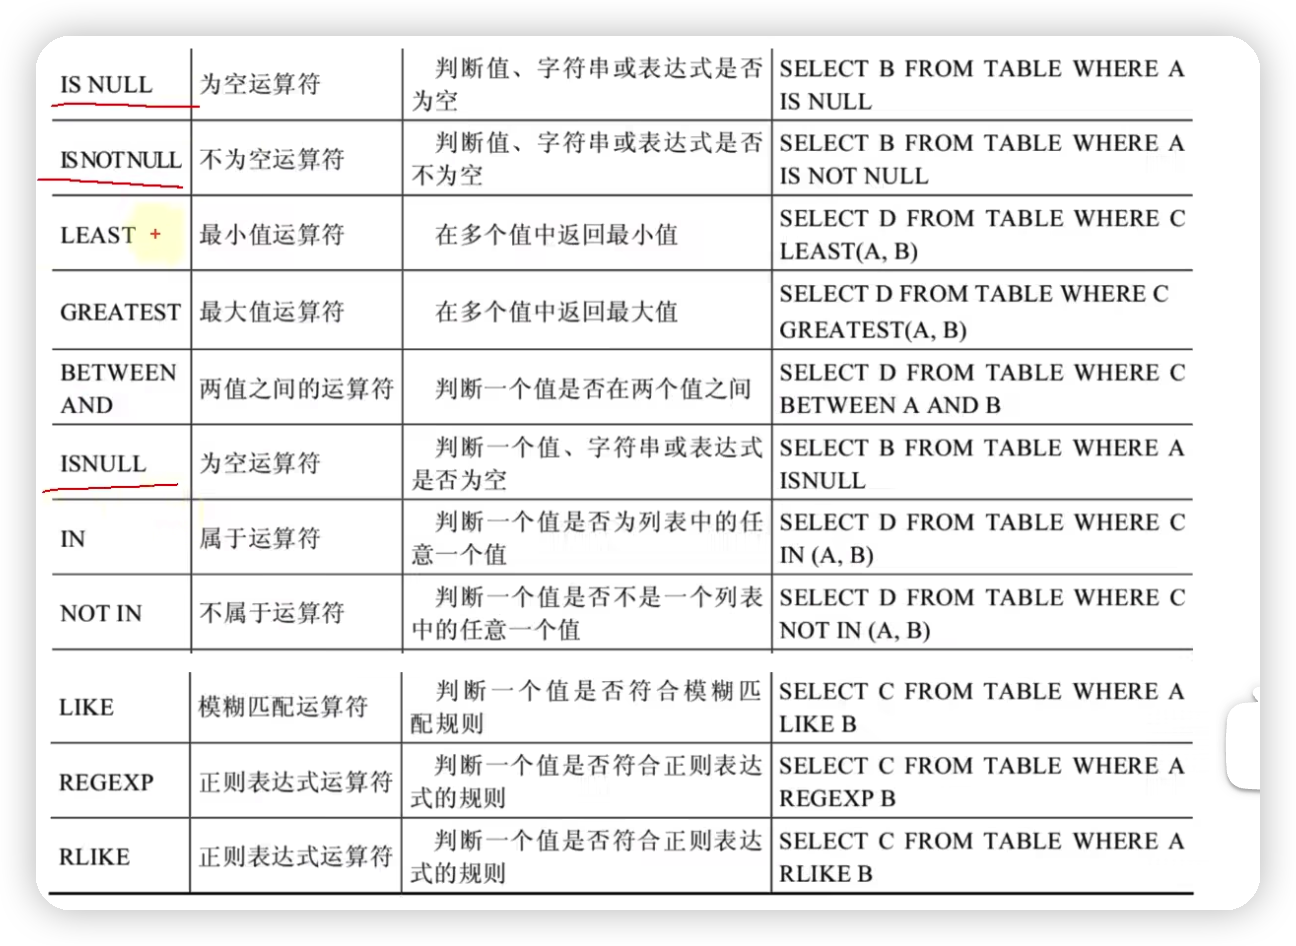 IS NULL
为空运算符
判断值、字符串或表达式是否
为空
SELECT B FROM TABLE WHERE A
IS NULL
IS NOT NULL
不为空运算符
判断值、字符串或表达式是否
不为空
SELECT B FROM TABLE WHERE A
IS NOT NULL
LEAST
最小值运算符
在多个值中返回最小值
SELECT D FROM TABLE WHERE C
LEAST(A, B)
GREATEST
最大值运算符
在多个值中返回最大值
SELECT D FROM TABLE WHERE C
GREATEST(A, B)
BETWEEN
AND
两值之间的运算符
判断一个值是否在两个值之间
SELECT D FROM TABLE WHERE C
BETWEEN A AND B
ISNULL
为空运算符
判断一个值、字符串或表达式
是否为空
SELECT B FROM TABLE WHERE A
ISNULL
IN
属于运算符
判断一个值是否为列表中的任
意一个值
SELECT D FROM TABLE WHERE C
IN (A, B)
NOT IN
不属于运算符
判断一个值是否不是一个列表
中的任意一个值
SELECT D FROM TABLE WHERE C
NOT IN (A, B)
LIKE
模糊匹配运算符
判断一个值是否符合模糊匹
配规则
SELECT C FROM TABLE WHERE A
LIKE B
REGEXP
正则表达式运算符
判断一个值是否符合正则表达
式的规则
SELECT C FROM TABLE WHERE A
REGEXP B
RLIKE
正则表达式运算符
判断一个值是否符合正则表达
式的规则
SELECT C FROM TABLE WHERE A
RLIKE B